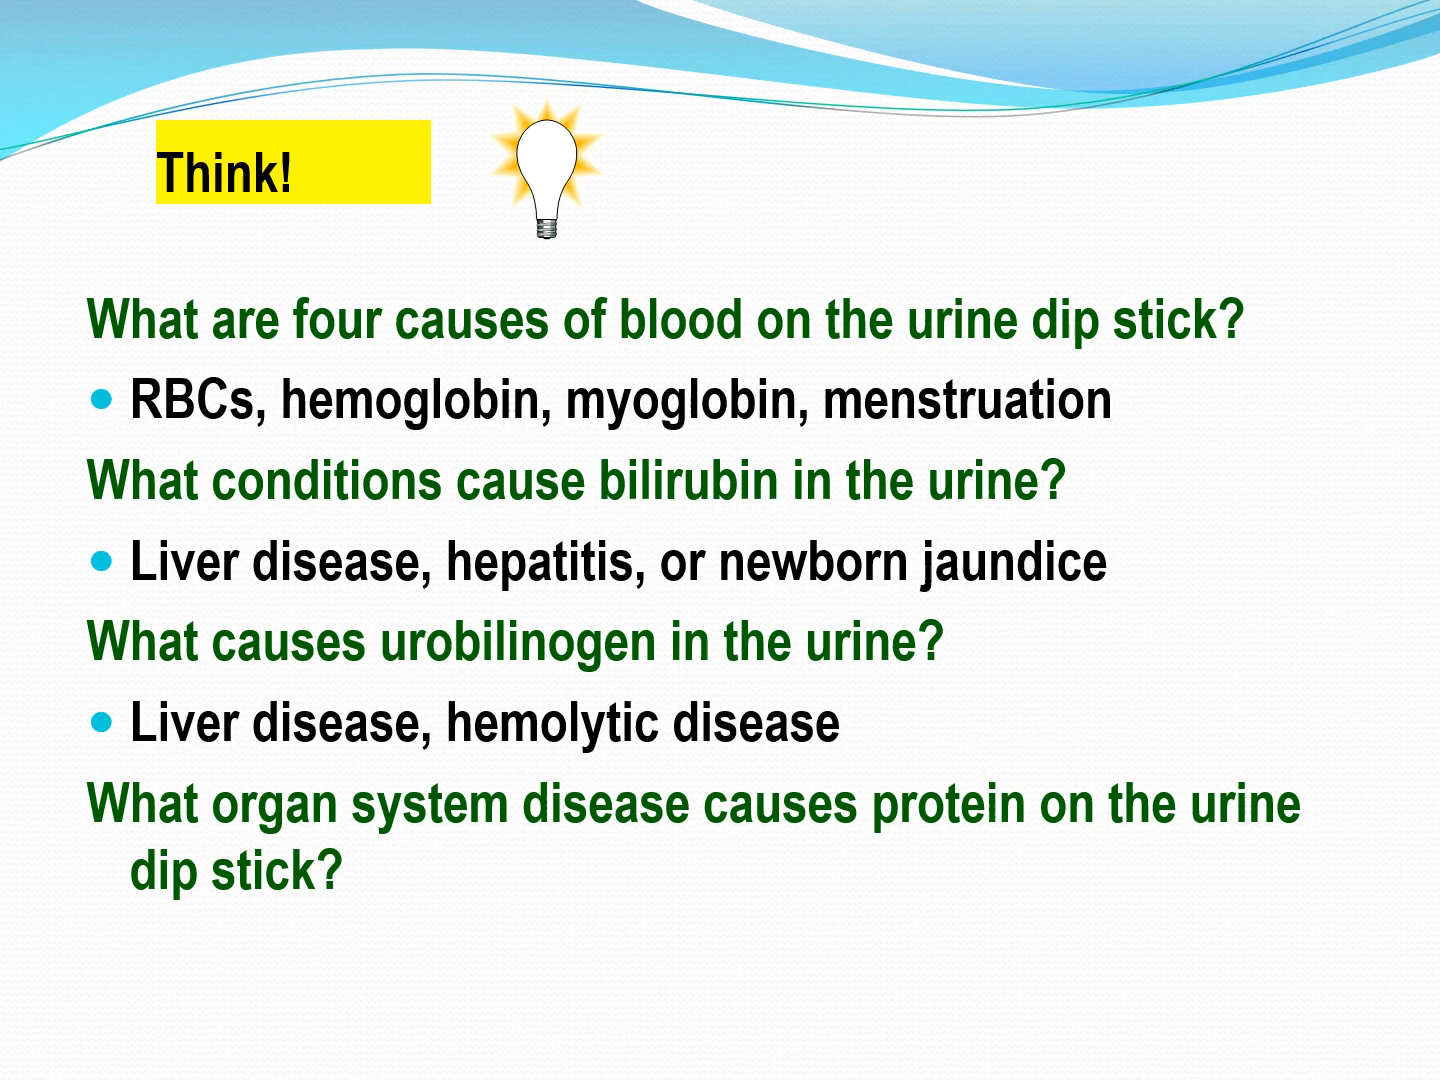 Think!
What are four causes of blood on the urine dip stick?
• RBCs, hemoglobin, myoglobin, menstruation
What conditions cause bilirubin in the urine?
• Liver disease, hepatitis, or newborn jaundice
What causes urobilinogen in the urine?
• Liver disease, hemolytic disease
What organ system disease causes protein on the urine
dip stick?